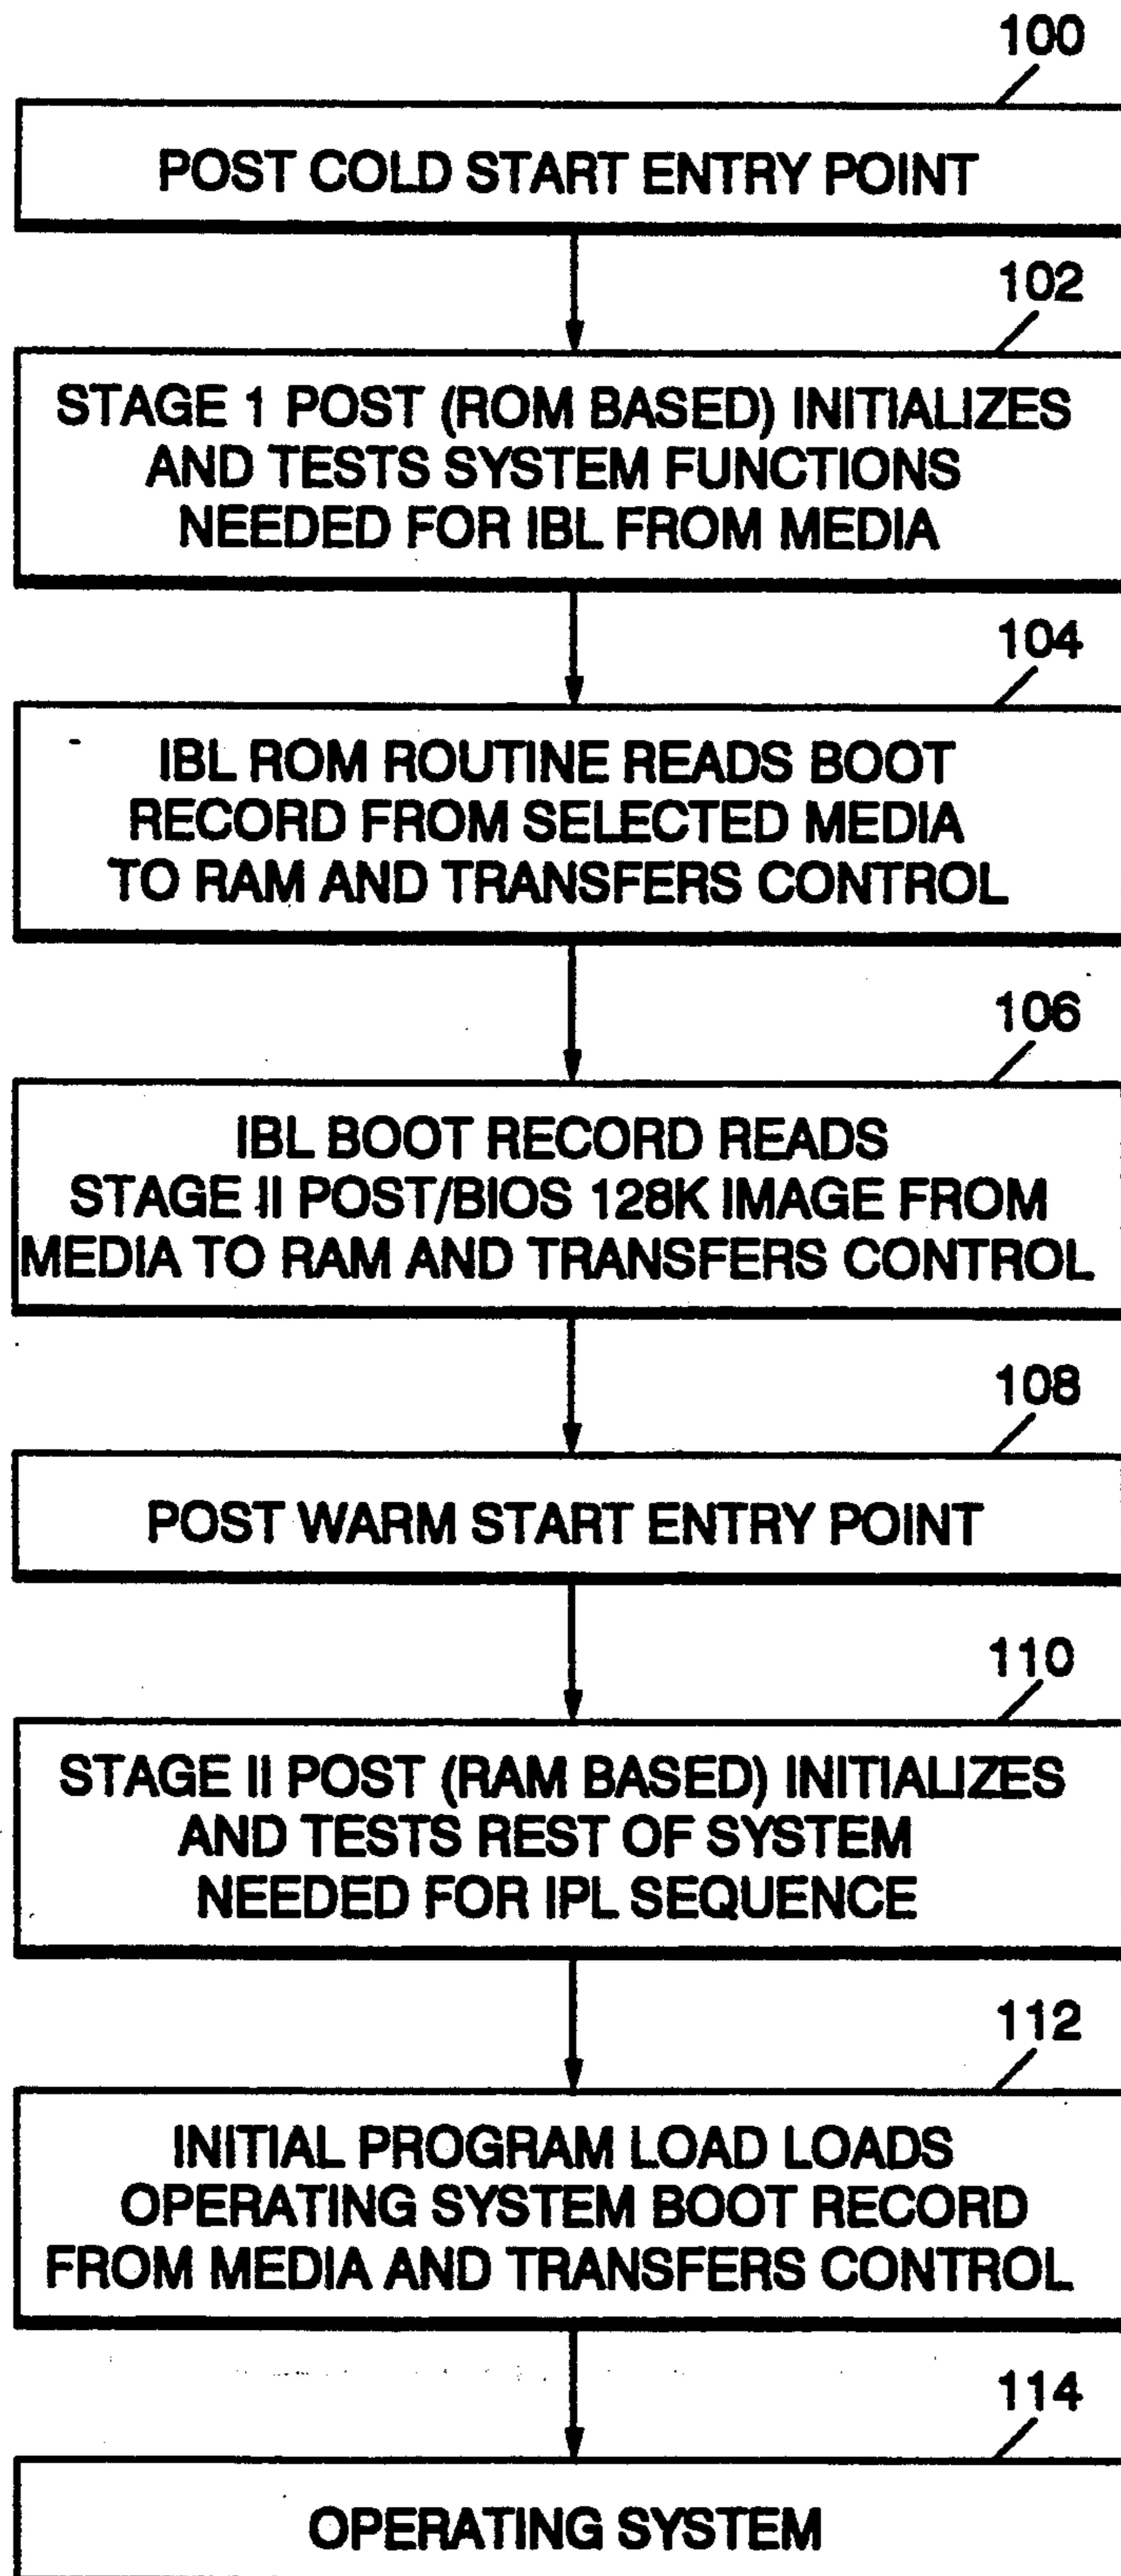 100
POST COLD START ENTRY POINT
102
STAGE 1 POST (ROM BASED) INITIALIZES
AND TESTS SYSTEM FUNCTIONS
NEEDED FOR IBL FROM MEDIA
104
IBL ROM ROUTINE READS BOOT
RECORD FROM SELECTED MEDIA
TO RAM AND TRANSFERS CONTROL
106
IBL BOOT RECORD READS
STAGE II POST/BIOS 128K IMAGE FROM
MEDIA TO RAM AND TRANSFERS CONTROL
108
POST WARM START ENTRY POINT
110
STAGE II POST (RAM BASED) INITIALIZES
AND TESTS REST OF SYSTEM
NEEDED FOR IPL SEQUENCE
112
INITIAL PROGRAM LOAD LOADS
OPERATING SYSTEM BOOT RECORD
FROM MEDIA AND TRANSFERS CONTROL
114
OPERATING SYSTEM